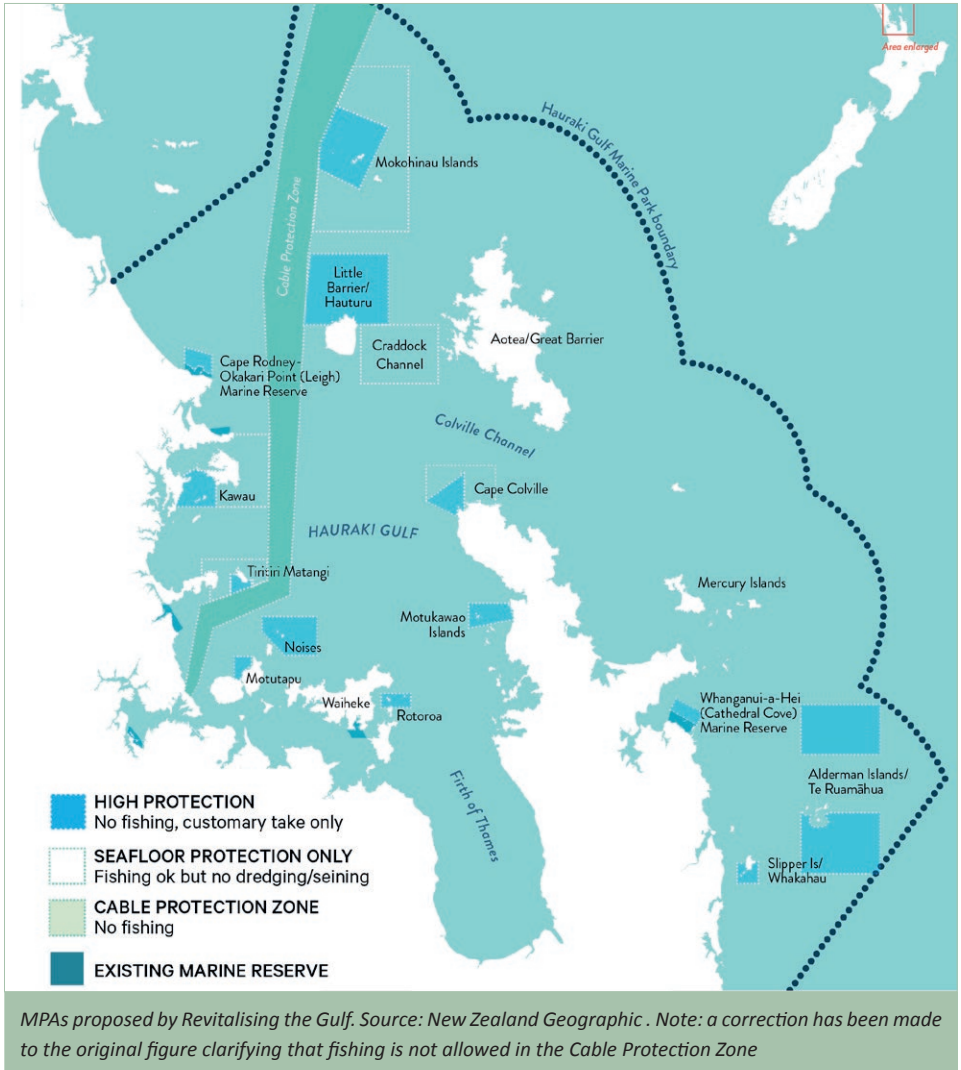 Area enlarged
Hauraki Gulf Marine Park boundary
Mokohinau Islands
Cable Protection Zone
Little
Barrier/
Hauturu
Craddock
Channel
Aotea/Great Barrier
Cape Rodney-
Okakari Point (Leigh)
Marine Reserve
Colville Channel
Cape Colville
Kawau
HAURAKI GULF
Tiritiri Matangi
Mercury Islands
Motukawao
Islands
Noises
Motutapu
Waiheke
Rotoroa
Whanganui-a-Hei
(Cathedral Cove)
Marine Reserve
Alderman Islands/
Te Ruamāhua
Firth of Thames
Slipper Is/
Whakahau
HIGH PROTECTION
No fishing, customary take only
SEAFLOOR PROTECTION ONLY
Fishing ok but no dredging/seining
CABLE PROTECTION ZONE
No fishing
EXISTING MARINE RESERVE
MPAs proposed by Revitalising the Gulf. Source: New Zealand Geographic . Note: a correction has been made
to the original figure clarifying that fishing is not allowed in the Cable Protection Zone